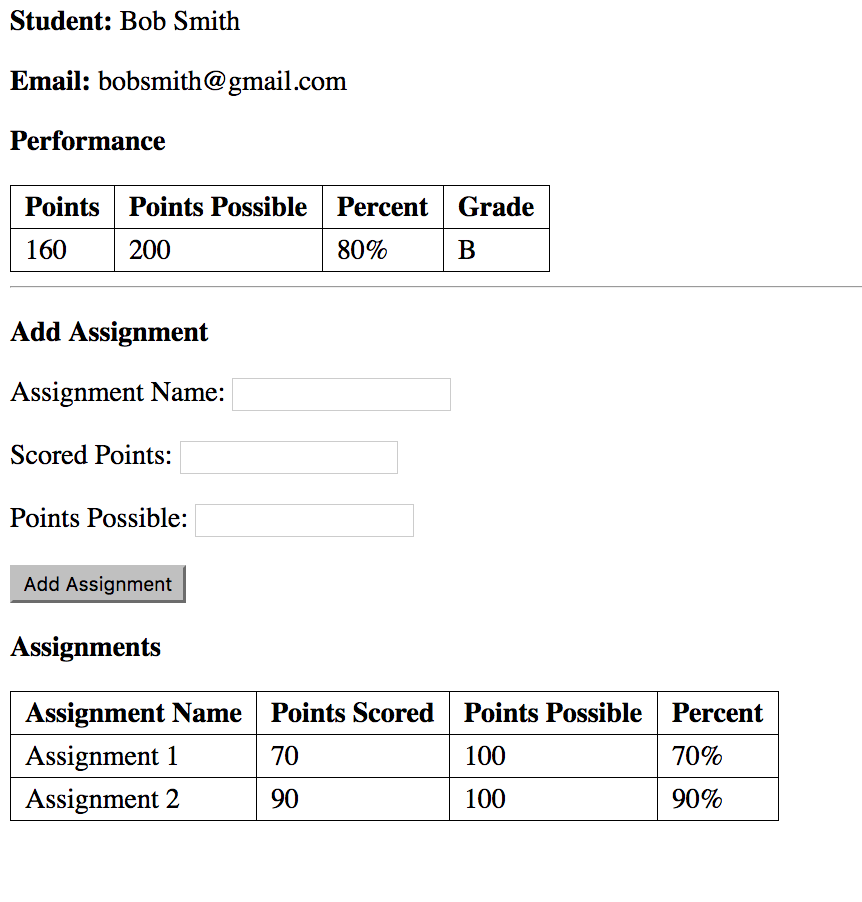 Student: Bob Smith
Email: bobsmith@gmail.com
Performance
Points Points Possible Percent Grade
160 200 80% B
Add Assignment
Assignment Name:
Scored Points:
Points Possible:
Add Assignment
Assignments
Assignment Name Points Scored Points Possible Percent
Assignment 1 70 100 70%
Assignment 2 90 100 90%